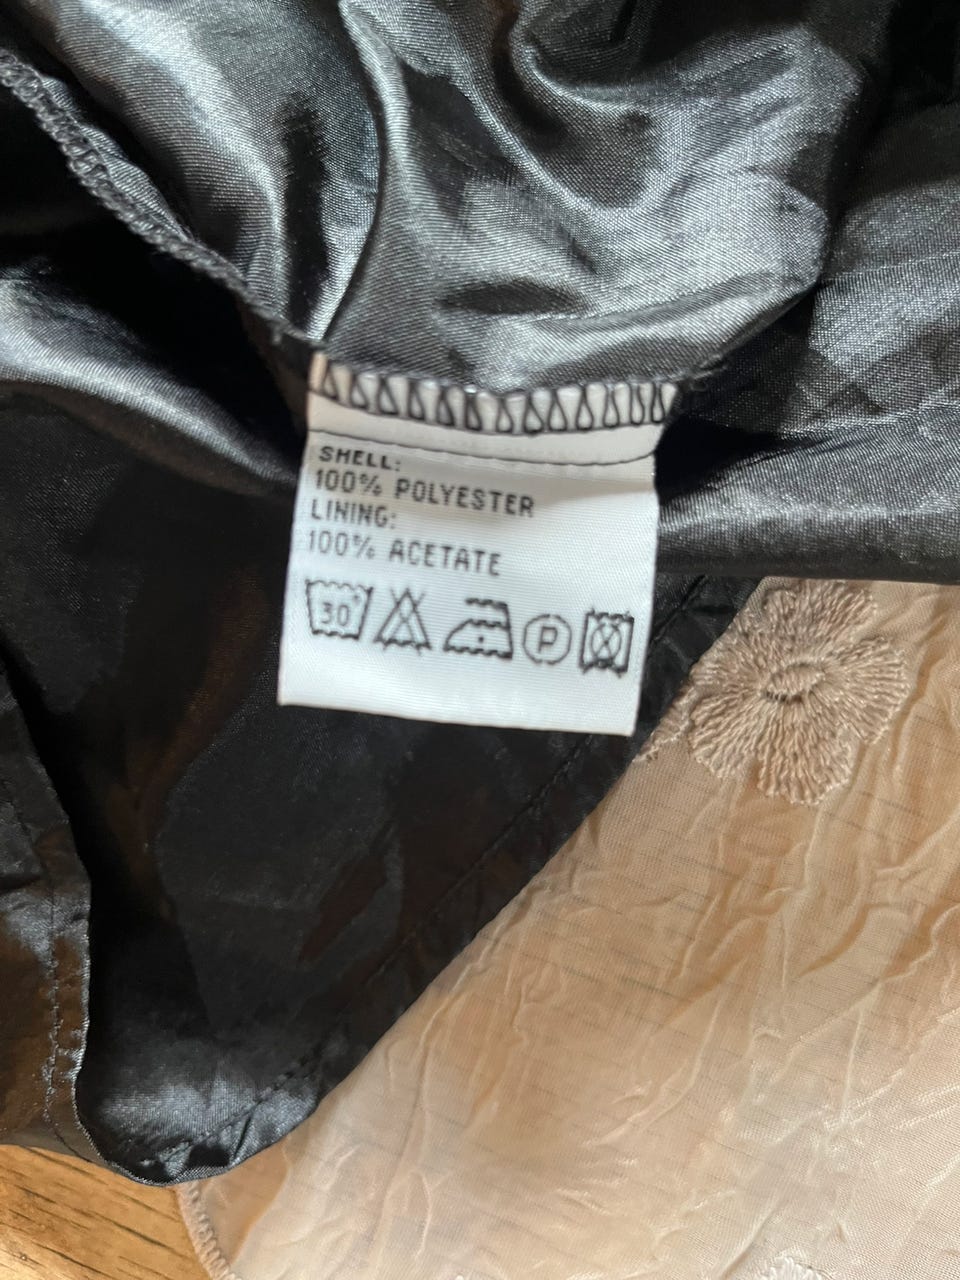 SHELL:
100% POLYESTER
LINING:
100% ACETATE
30° P